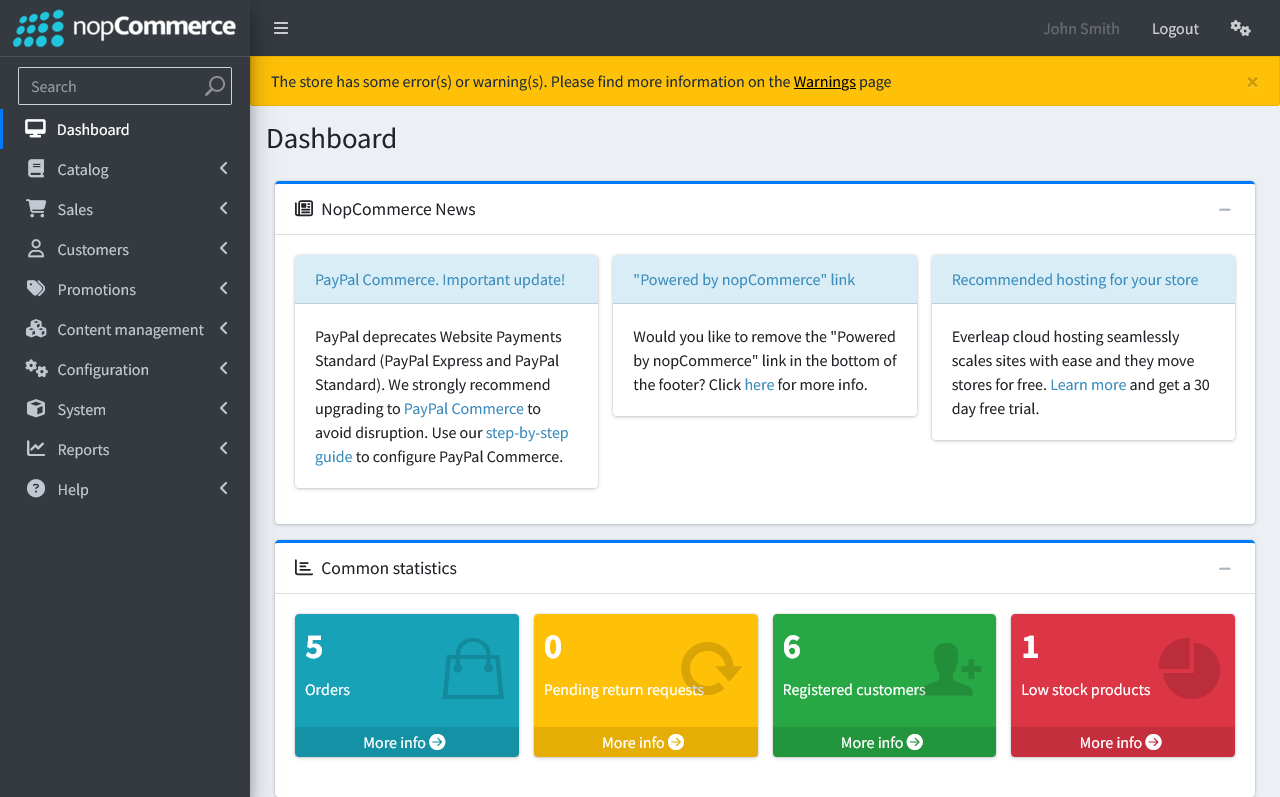 nopCommerce
John Smith
Logout
Search
The store has some error(s) or warning(s). Please find more information on the Warnings page
×
Dashboard
Catalog
Sales
Customers
Promotions
Content management
Configuration
System
Reports
Help
Dashboard
NopCommerce News
PayPal Commerce. Important update!
PayPal deprecates Website Payments
Standard (PayPal Express and PayPal
Standard). We strongly recommend
upgrading to PayPal Commerce to
avoid disruption. Use our step-by-step
guide to configure PayPal Commerce.
"Powered by nopCommerce" link
Would you like to remove the "Powered
by nopCommerce" link in the bottom of
the footer? Click here for more info.
Recommended hosting for your store
Everleap cloud hosting seamlessly
scales sites with ease and they move
stores for free. Learn more and get a 30
day free trial.
Common statistics
5
Orders
More info
0
Pending return requests
More info
6
Registered customers
More info
1
Low stock products
More info